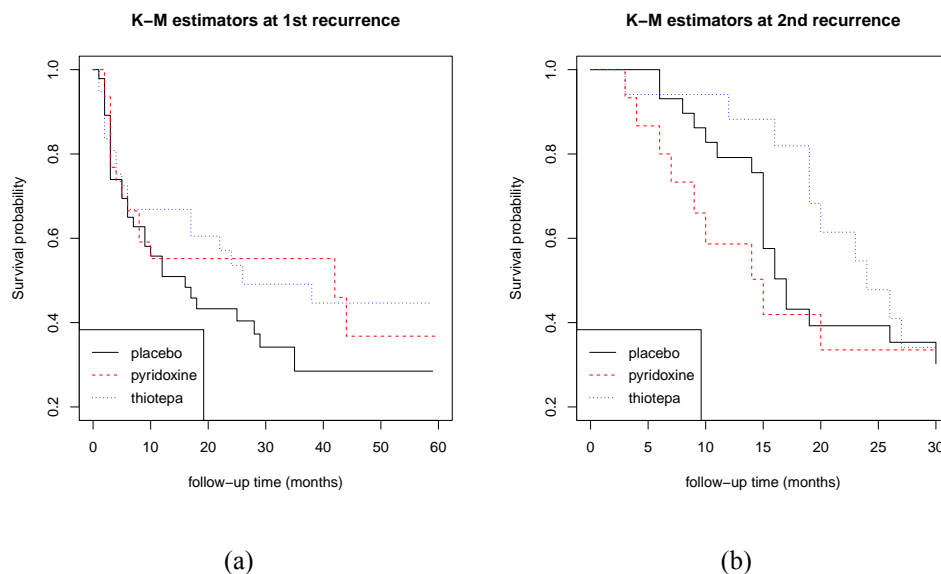 K−M estimators at 1st recurrence
Survival probability
1.0
0.8
0.6
0.4
0.2
placebo
pyridoxine
thiotepa
0 10 20 30 40 50 60
follow−up time (months)
(a)
K−M estimators at 2nd recurrence
Survival probability
1.0
0.8
0.6
0.4
0.2
placebo
pyridoxine
thiotepa
0 5 10 15 20 25 30
follow−up time (months)
(b)